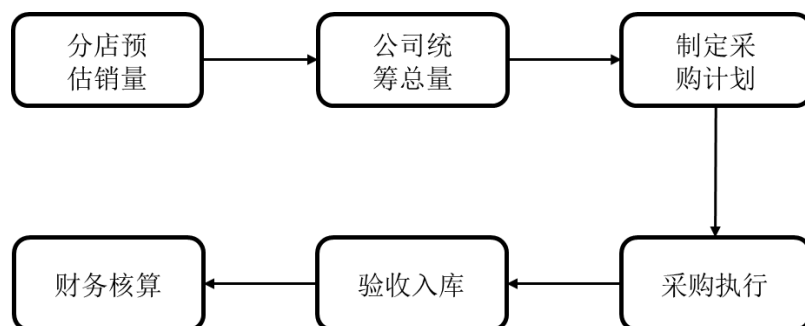 分店预
估销量
公司统
筹总量
制定采
购计划
财务核算
验收入库
采购执行